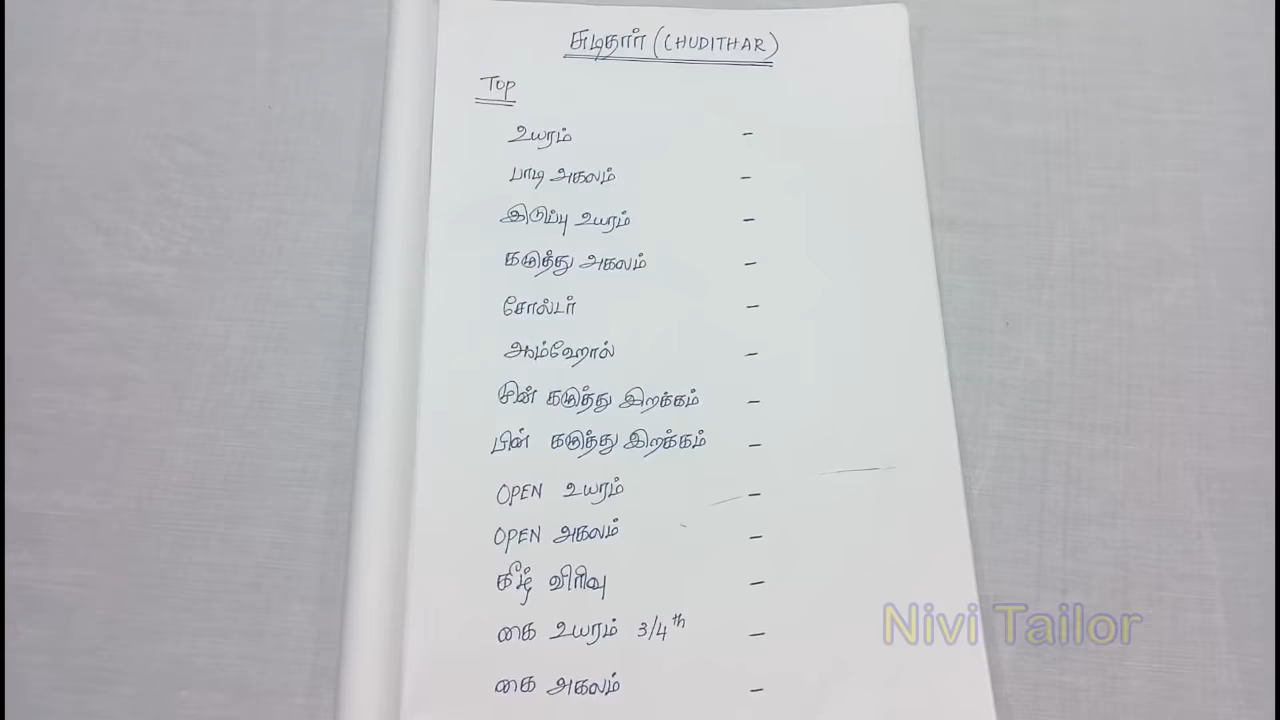 சுடிதார் (CHUDITHAR)
Top
உயரம் -
பாடி அகலம் -
இடுப்பு உயரம் -
கழுத்து அகலம் -
சோல்டர் -
ஆம்ஹோல் -
முன் கழுத்து இறக்கம் -
பின் கழுத்து இறக்கம் -
OPEN உயரம் -
OPEN அகலம் -
கீழ் விரிவு -
கை உயரம் 3/4th -
கை அகலம் -
Nivi Tailor